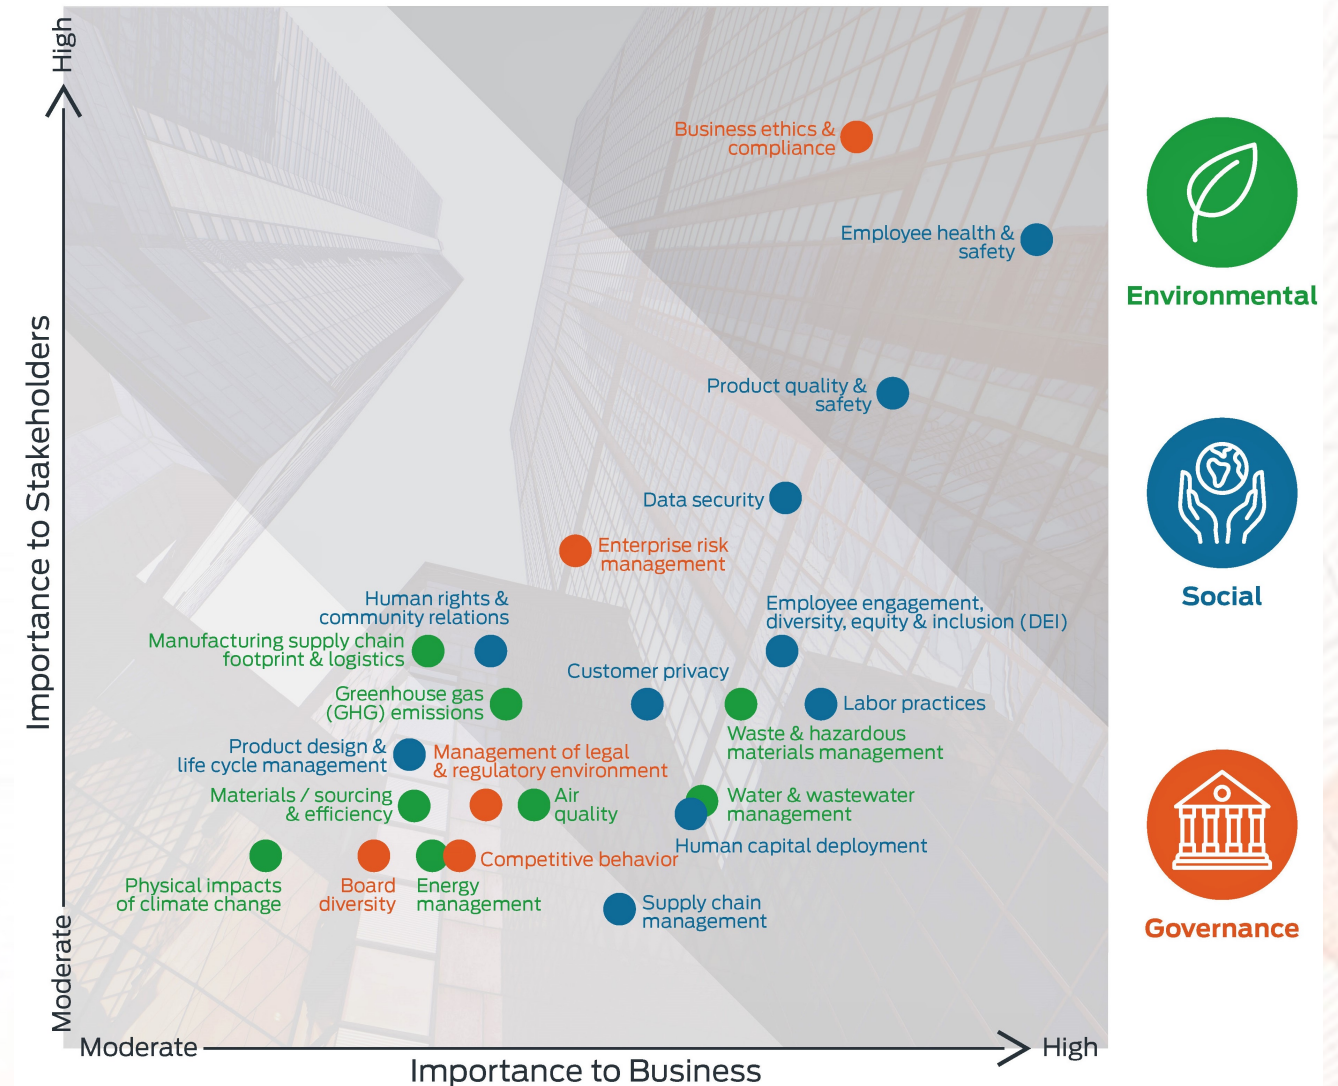 High
Business ethics &
compliance
Employee health &
safety
Environmental
Product quality &
safety
Importance to Stakeholders
Data security
Enterprise risk
management
Social
Human rights &
community relations
Employee engagement,
diversity, equity & inclusion (DEI)
Manufacturing supply chain
footprint & logistics
Customer privacy
Greenhouse gas
(GHG) emissions
Labor practices
Waste & hazardous
materials management
Product design &
life cycle management
Management of legal
& regulatory environment
Materials / sourcing
& efficiency
Air
quality
Water & wastewater
management
Human capital deployment
Competitive behavior
Physical impacts
of climate change
Board
diversity
Energy
management
Supply chain
management
Governance
Moderate
Moderate
High
Importance to Business